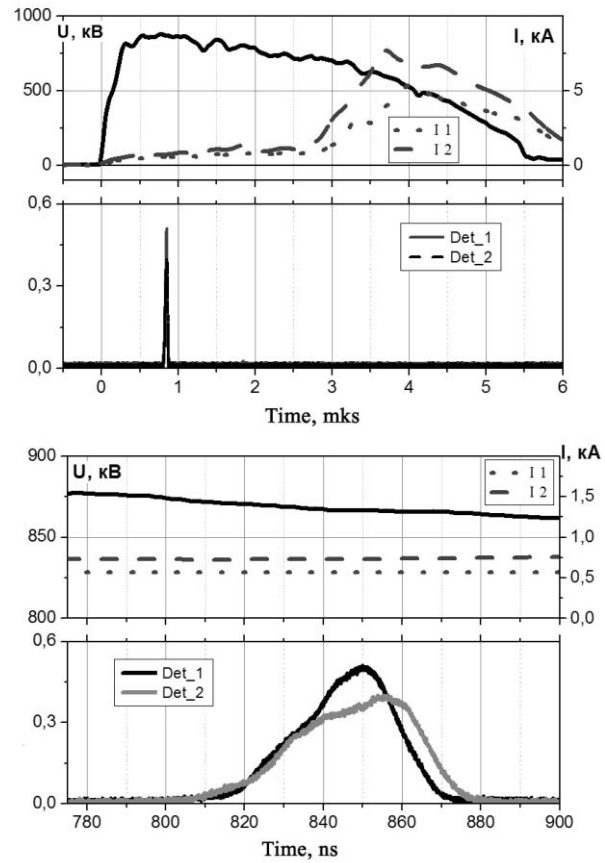 1000 U, кВ I, кА
500 5
0 0
I 1
I 2
0,6
0,3
0,0
Det_1
Det_2
0 1 2 3 4 5 6
Time, mks
900 U, кВ I, кА
850
800
1,5
1,0
0,5
0,0
I 1
I 2
0,6
0,3
0,0
Det_1
Det_2
780 800 820 840 860 880 900
Time, ns